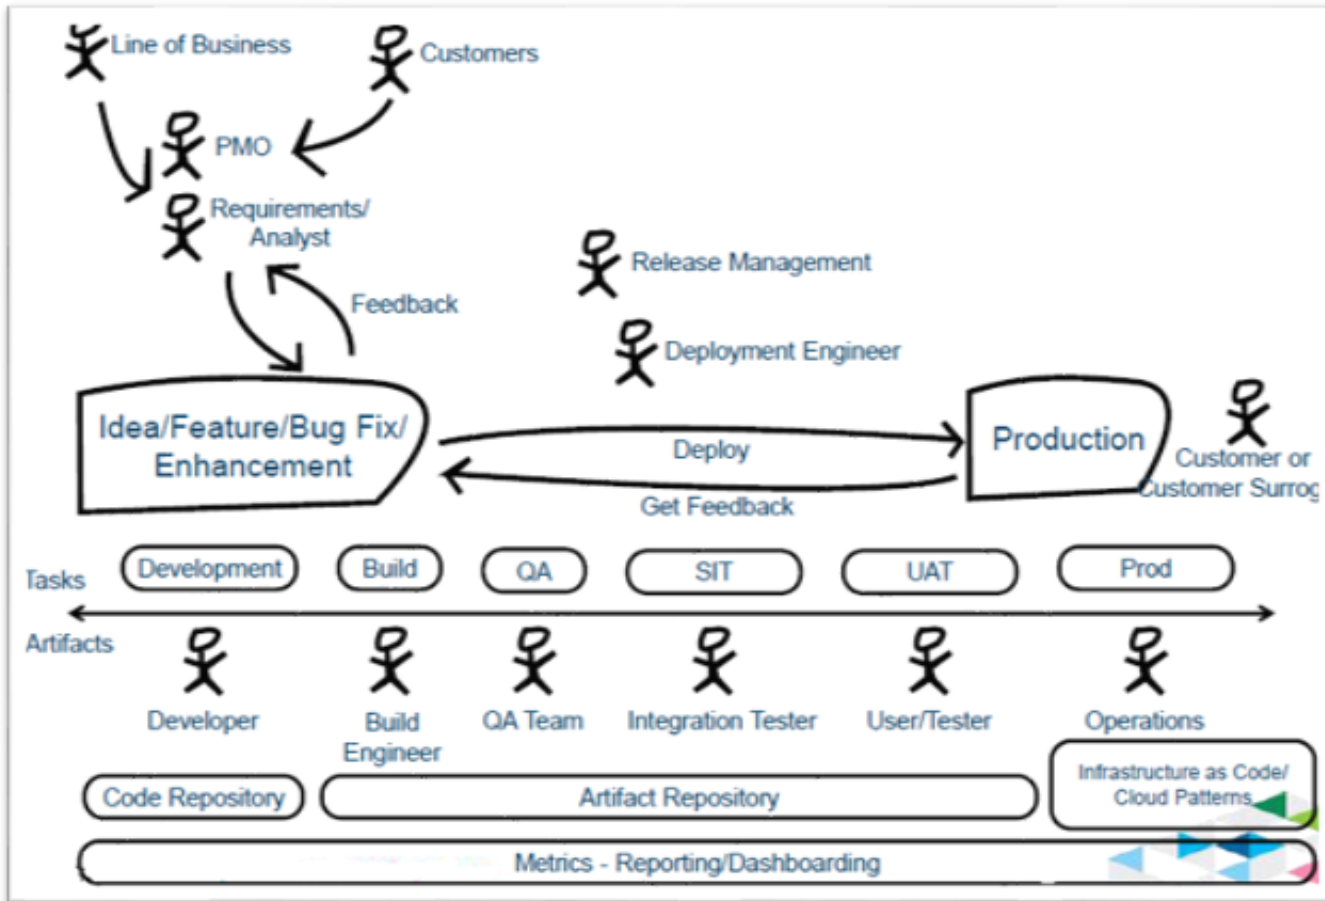 Line of Business
Customers
PMO
Requirements/
Analyst
Feedback
Release Management
Deployment Engineer
Idea/Feature/Bug Fix/
Enhancement
Deploy
Get Feedback
Production
Customer or
Customer Surrog
Tasks
Development
Build
QA
SIT
UAT
Prod
Artifacts
Developer
Build
Engineer
QA Team
Integration Tester
User/Tester
Operations
Code Repository
Artifact Repository
Infrastructure as Code/
Cloud Patterns
Metrics - Reporting/Dashboarding